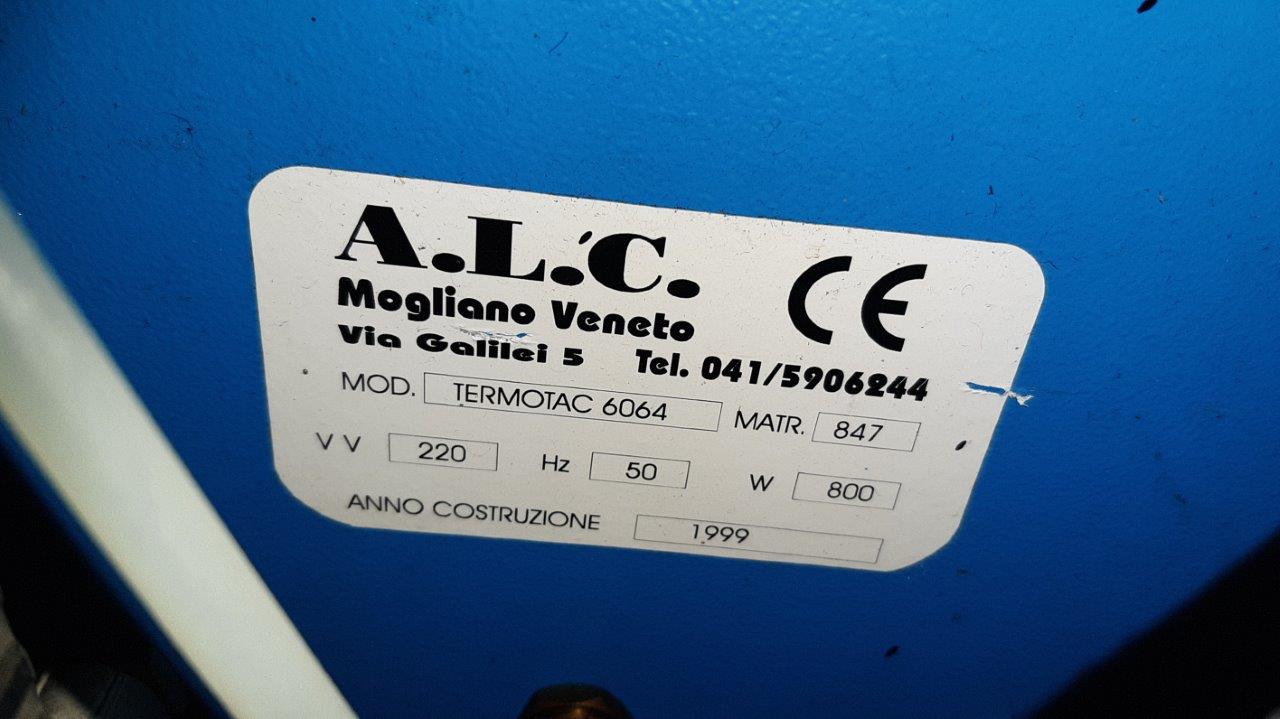 A.L.C.
CE
Mogliano Veneto
Via Galilei 5 Tel. 041/5906244
MOD. TERMOTAC 6064 MATR. 847
V V 220 Hz 50 W 800
ANNO COSTRUZIONE 1999